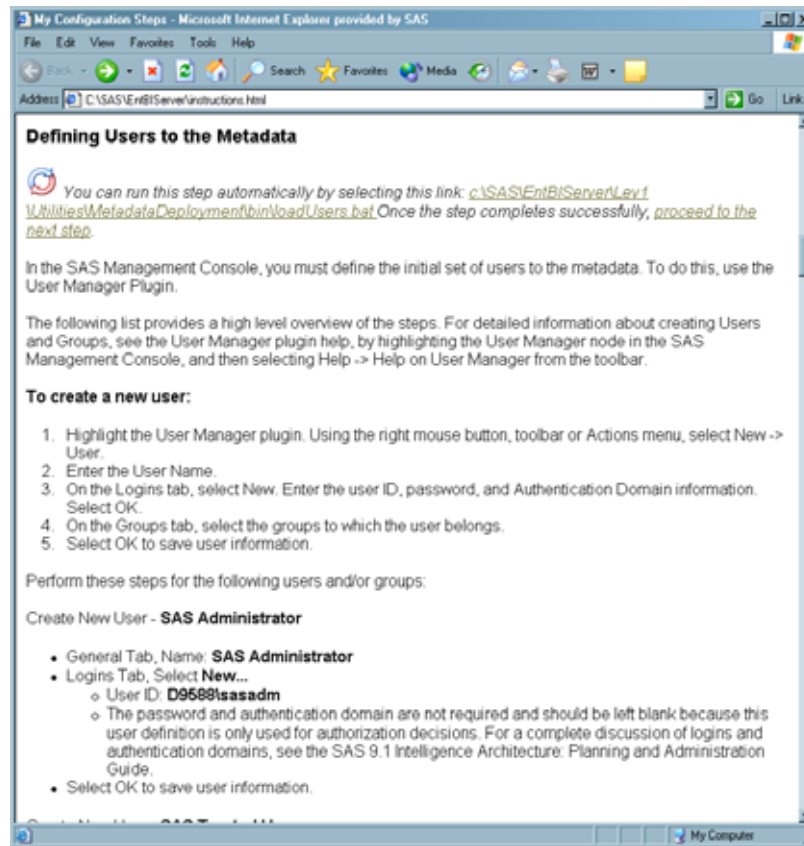 My Configuration Steps - Microsoft Internet Explorer provided by SAS
File Edit View Favorites Tools Help
Back Search Favorites Media
Address C:\SAS\EntBIServer\instructions.html Go Link
Defining Users to the Metadata
You can run this step automatically by selecting this link: c:\SAS\EntBIServer\Lev1
\Utilities\MetadataDeployment\bin\loadUsers.bat Once the step completes successfully, proceed to the
next step.
In the SAS Management Console, you must define the initial set of users to the metadata. To do this, use the
User Manager Plugin.
The following list provides a high level overview of the steps. For detailed information about creating Users
and Groups, see the User Manager plugin help, by highlighting the User Manager node in the SAS
Management Console, and then selecting Help -> Help on User Manager from the toolbar.
To create a new user:
1. Highlight the User Manager plugin. Using the right mouse button, toolbar or Actions menu, select New ->
User.
2. Enter the User Name.
3. On the Logins tab, select New. Enter the user ID, password, and Authentication Domain information.
Select OK.
4. On the Groups tab, select the groups to which the user belongs.
5. Select OK to save user information.
Perform these steps for the following users and/or groups:
Create New User - SAS Administrator
• General Tab, Name: SAS Administrator
• Logins Tab, Select New...
○ User ID: D9588\sasadm
○ The password and authentication domain are not required and should be left blank because this
user definition is only used for authorization decisions. For a complete discussion of logins and
authentication domains, see the SAS 9.1 Intelligence Architecture: Planning and Administration
Guide.
• Select OK to save user information.
My Computer